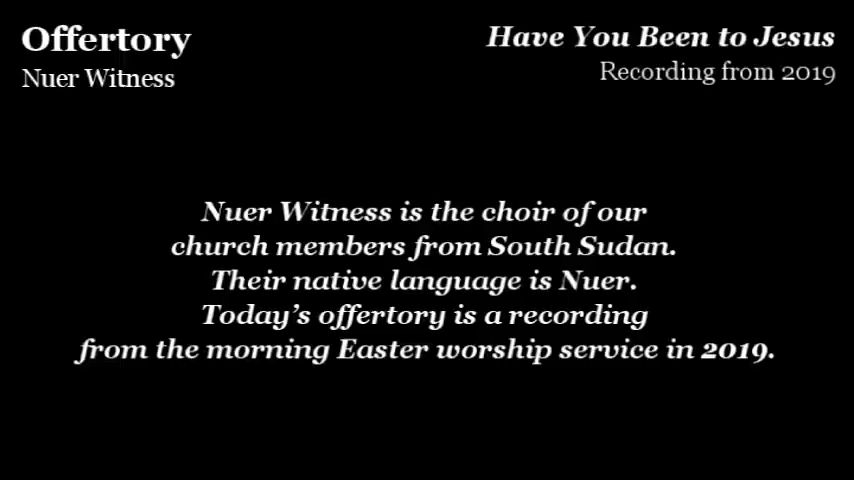 Offertory
Nuer Witness
Have You Been to Jesus
Recording from 2019
Nuer Witness is the choir of our
church members from South Sudan.
Their native language is Nuer.
Today's offertory is a recording
from the morning Easter worship service in 2019.